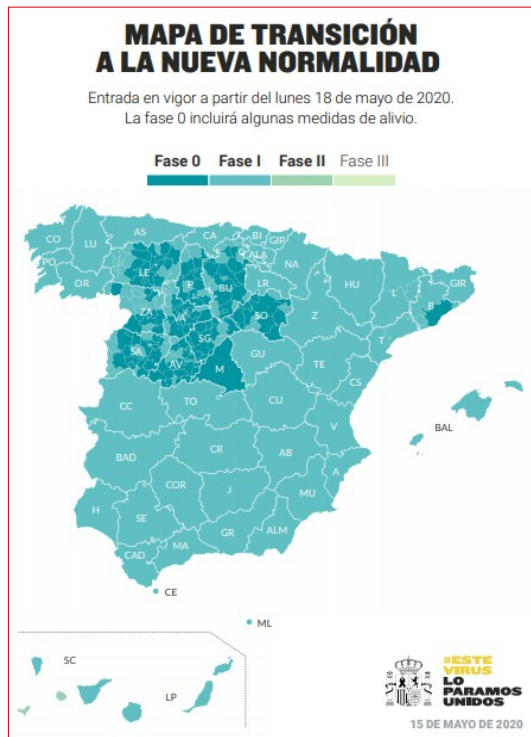 MAPA DE TRANSICIÓN
A LA NUEVA NORMALIDAD
Entrada en vigor a partir del lunes 18 de mayo de 2020.
La fase 0 incluirá algunas medidas de alivio.
Fase 0 Fase I Fase II Fase III
CO
LU
AS
CA
BI
GIP
PO
OR
LE
P
BU
ALA
NA
LR
HU
L
GIR
B
ZA
VA
SO
Z
T
SA
SG
AV
M
GU
TE
CS
CC
TO
CU
V
BAL
BAD
CR
AB
A
H
SE
COR
J
MU
CAD
MA
GR
ALM
CE
ML
SC
LP
#ESTE
VIRUS
LO
PARAMOS
UNIDOS
15 DE MAYO DE 2020